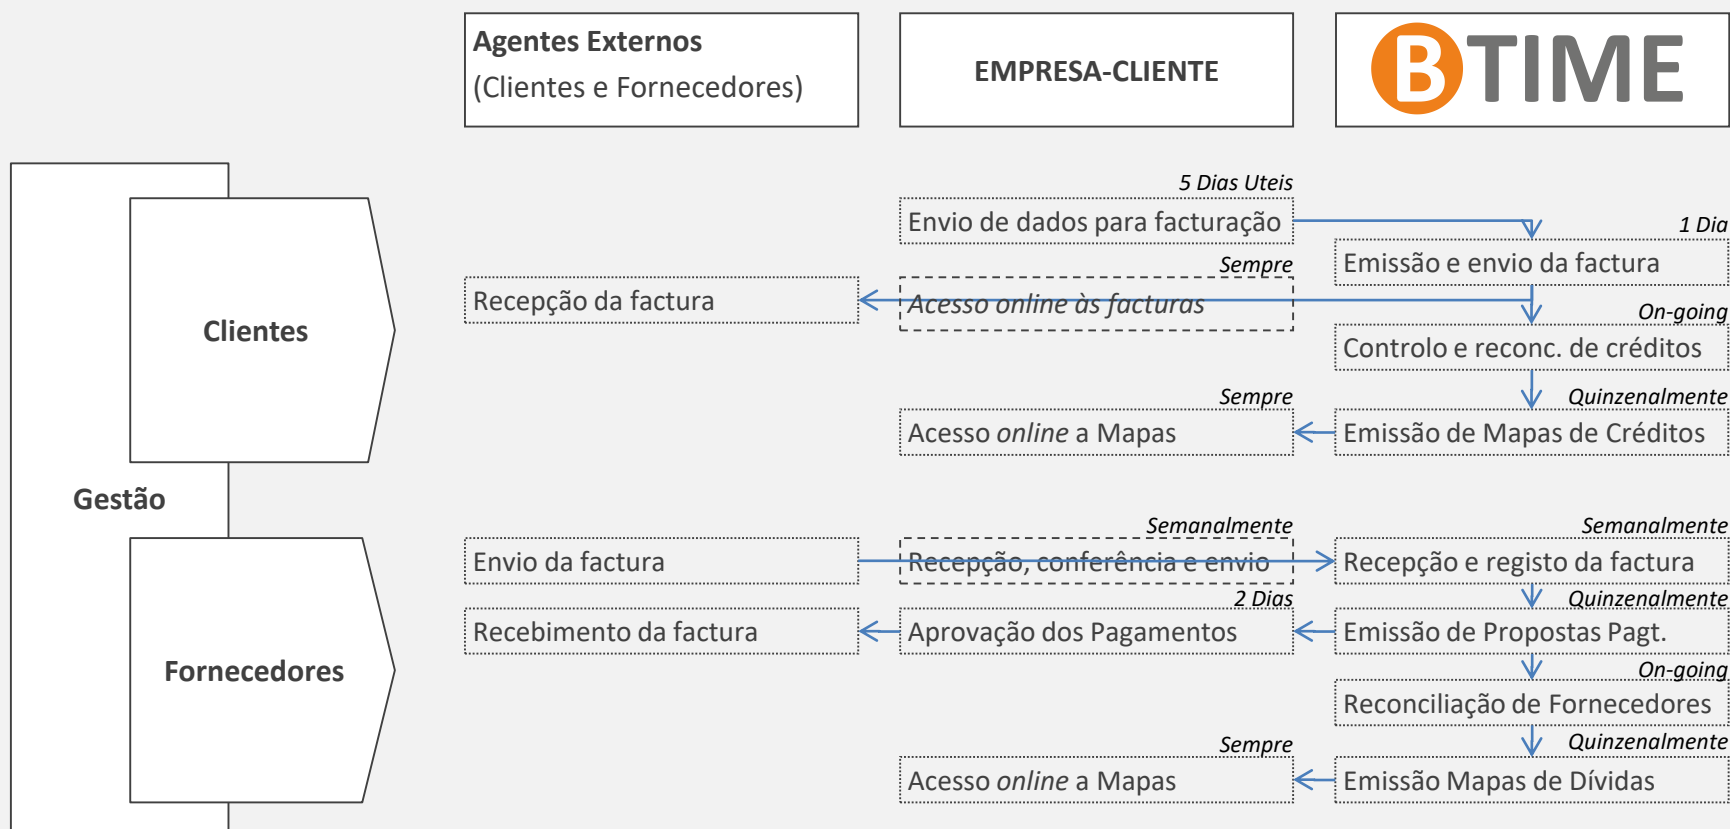 Agentes Externos
(Clientes e Fornecedores)
EMPRESA-CLIENTE
BTIME
Gestão
Clientes
5 Dias Uteis
Envio de dados para facturação
1 Dia
Emissão e envio da factura
Sempre
Recepção da factura
Acesso online às facturas
On-going
Controlo e reconc. de créditos
Sempre
Quinzenalmente
Acesso online a Mapas
Emissão de Mapas de Créditos
Fornecedores
Semanalmente
Semanalmente
Envio da factura
Recepção, conferência e envio
Recepção e registo da factura
2 Dias
Quinzenalmente
Recebimento da factura
Aprovação dos Pagamentos
Emissão de Propostas Pagt.
On-going
Reconciliação de Fornecedores
Sempre
Quinzenalmente
Acesso online a Mapas
Emissão Mapas de Dívidas